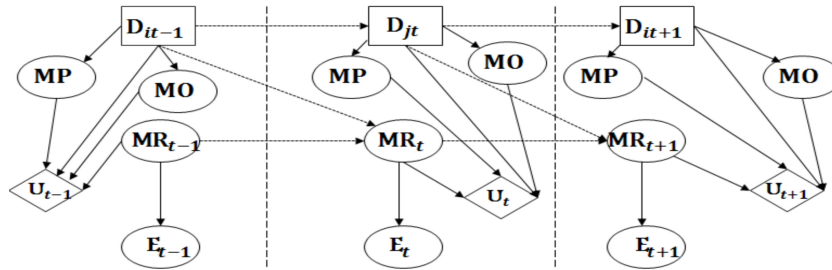 D_{it-1} D_{jt} D_{it+1}
MP MO MP MO MP MO
MR_{t-1} MR_t MR_{t+1}
U_{t-1} U_t U_{t+1}
E_{t-1} E_t E_{t+1}